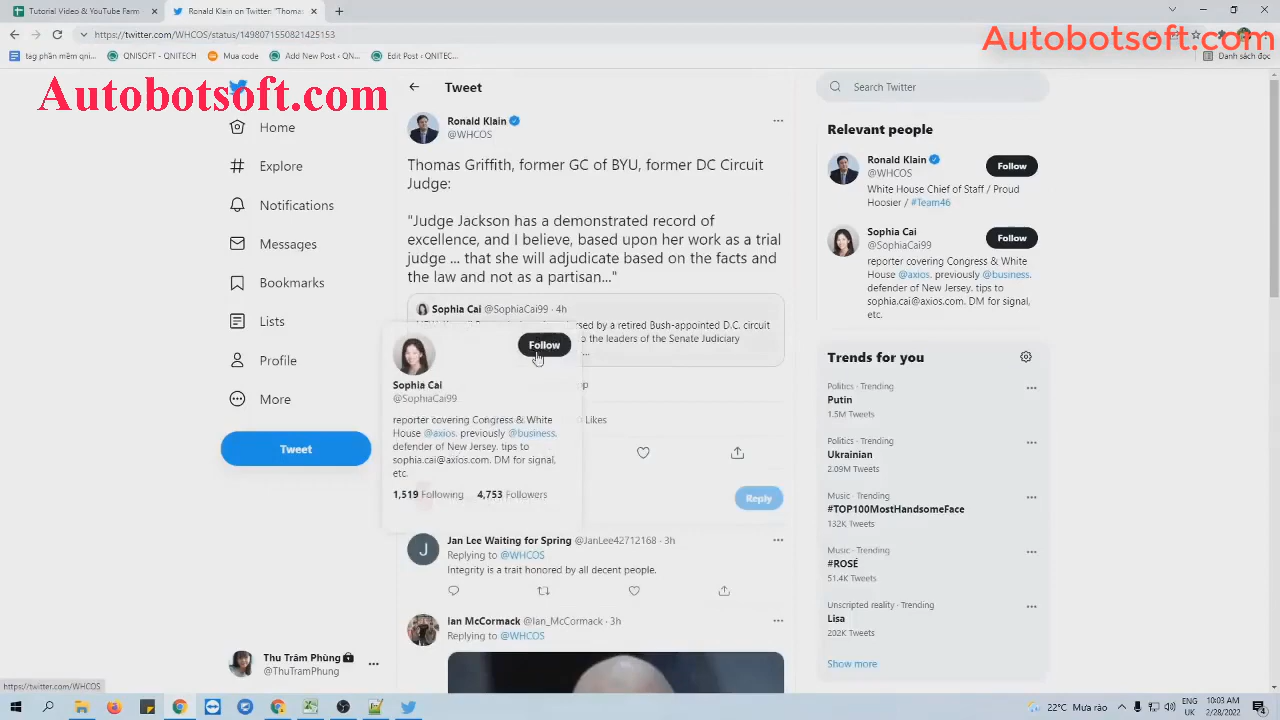 Tutorial Video & Youtube Farm
Ronald Klain on Twitter: "Thomas
https://twitter.com/WHCOS/status/1498071550821425153
tag phần mềm qni...
QNISOFT - QNITECH
Mua code
Add New Post - QN...
QNISOFT - QNITEC...
Danh sách đọc
Autobotsoft.com
Autobotsoft.com
Home
Explore
Notifications
Messages
Bookmarks
Lists
Profile
More
Tweet
Thu Trâm Phùng
@ThuTramPhung
Tweet
Ronald Klain
@WHCOS
Thomas Griffith, former GC of BYU, former DC Circuit
Judge:
"Judge Jackson has a demonstrated record of
excellence, and I believe, based upon her work as a trial
judge ... that she will adjudicate based on the facts and
the law and not as a partisan..."
Sophia Cai @SophiaCai99 · 4h
sed by a retired Bush-appointed D.C. circuit
to the leaders of the Senate Judiciary
...
Follow
Sophia Cai
@SophiaCai99
reporter covering Congress & White
House @axios. previously @business.
defender of New Jersey. tips to
sophia.cai@axios.com. DM for signal,
etc.
1,519 Following 4,753 Followers
Likes
Reply
J
Jan Lee Waiting for Spring @JanLee42712168 · 3h
Replying to @WHCOS
Integrity is a trait honored by all decent people.
Ian McCormack @Ian_McCormack · 3h
Replying to @WHCOS
Search Twitter
Relevant people
Ronald Klain
@WHCOS
Follow
White House Chief of Staff / Proud
Hoosier / #Team46
Sophia Cai
@SophiaCai99
Follow
reporter covering Congress & White
House @axios. previously @business.
defender of New Jersey. tips to
sophia.cai@axios.com. DM for signal,
etc.
Trends for you
Politics · Trending
Putin
1.5M Tweets
Politics · Trending
Ukrainian
2.09M Tweets
Music · Trending
#TOP100MostHandsomeFace
132K Tweets
Music · Trending
#ROSÉ
51.4K Tweets
Unscripted reality · Trending
Lisa
202K Tweets
Show more
https://twitter.com/WHCOS
22°C Mưa rào
ENG
UK
10:03 AM
2/28/2022